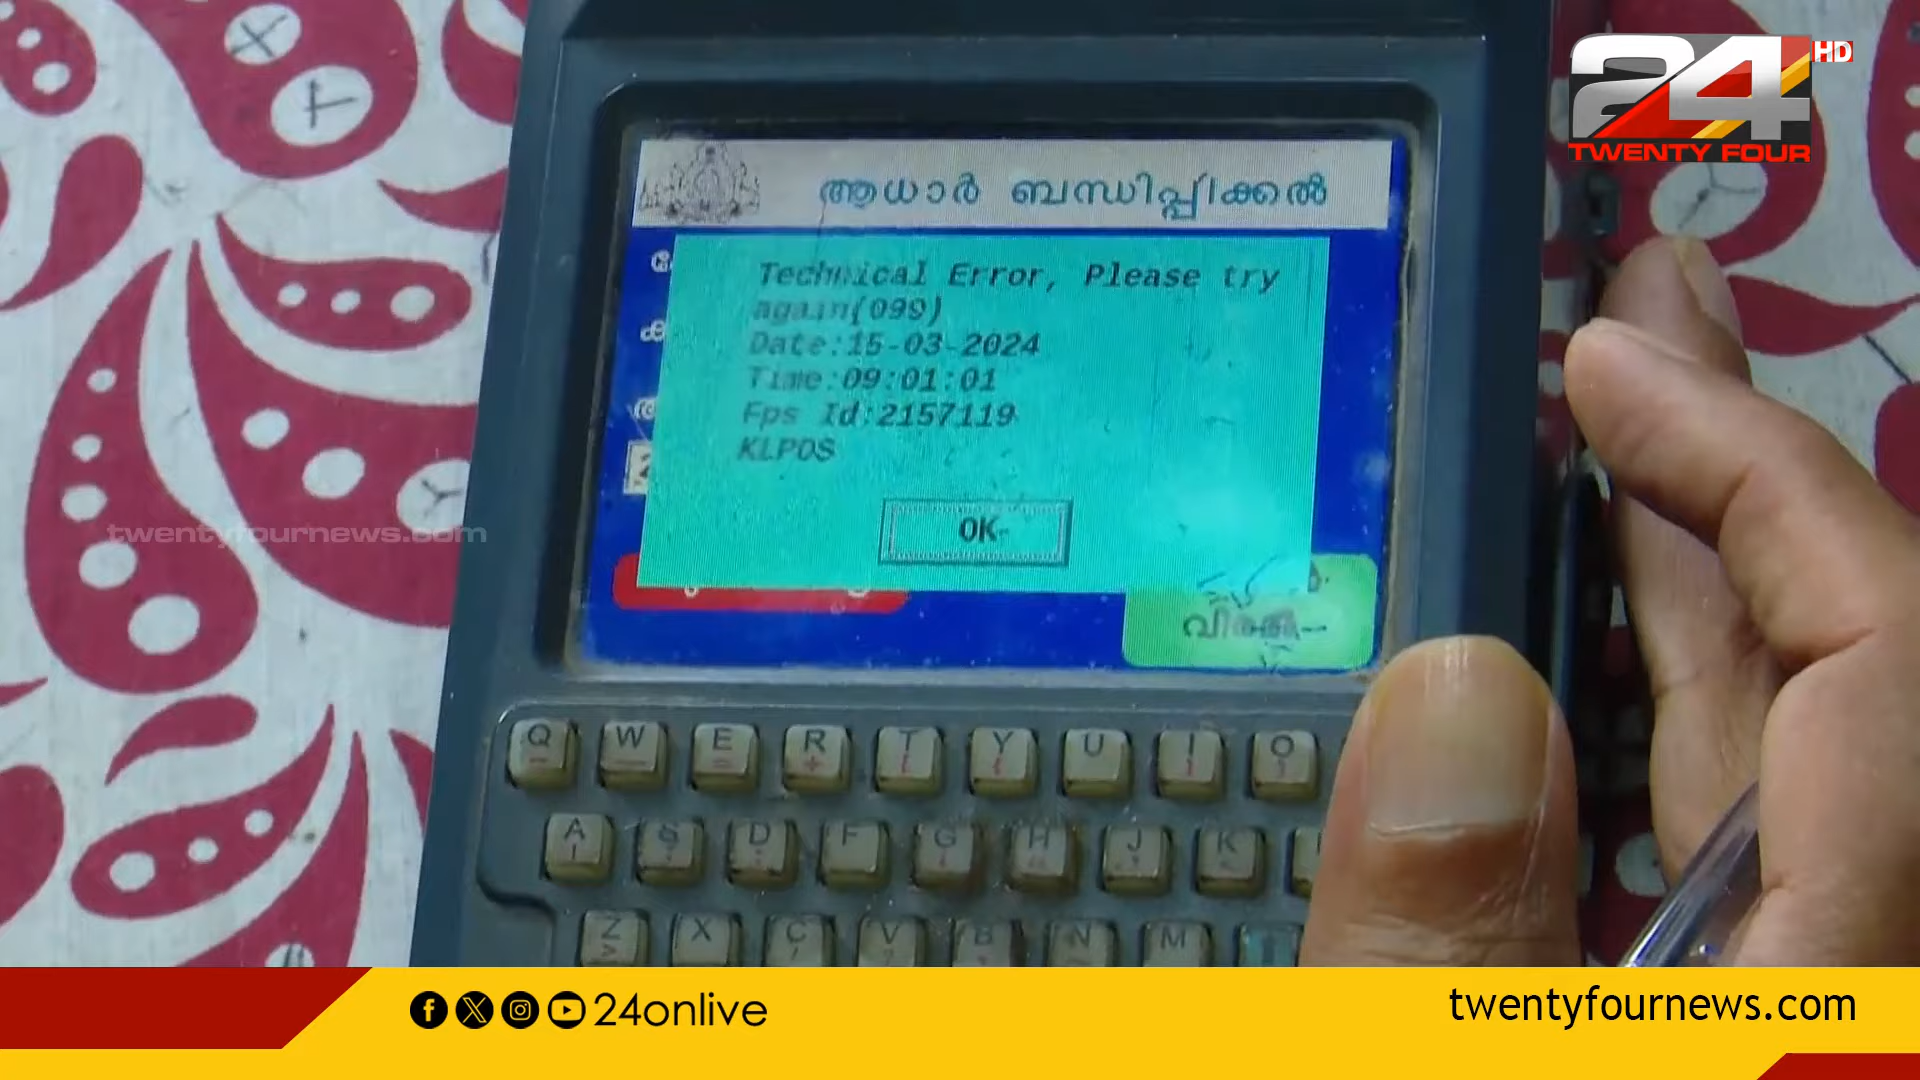 24 HD
TWENTY FOUR
ആധാർ ബന്ധിപ്പിക്കൽ
Technical Error, Please try
again(099)
Date:15-03-2024
Time:09:01:01
Fps Id:2157119
KLPOS
OK
twentyfournews.com
Q W E R T Y U I O
A S D F G H J K
Z X C V B N M
24onlive
twentyfournews.com